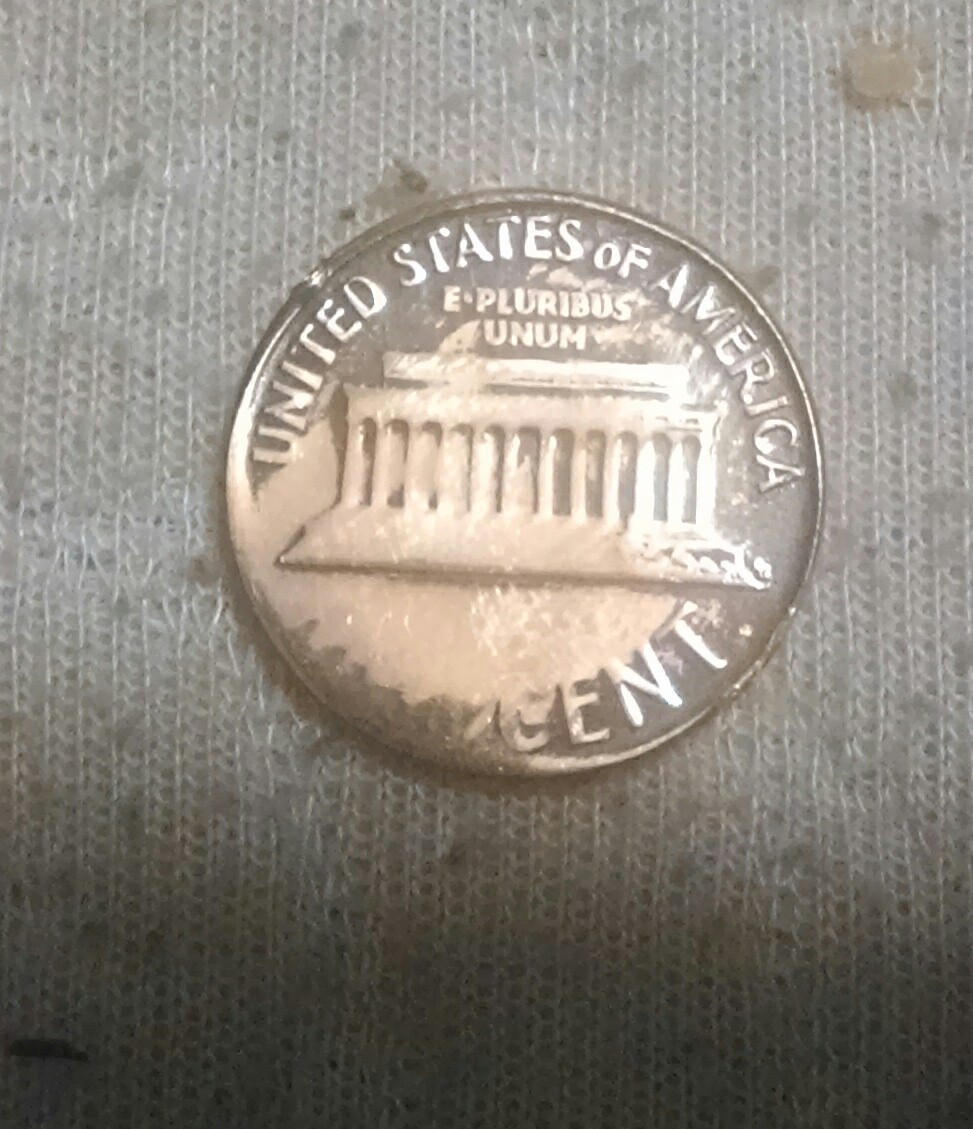 UNITED STATES OF AMERICA
E·PLURIBUS
UNUM
CENT